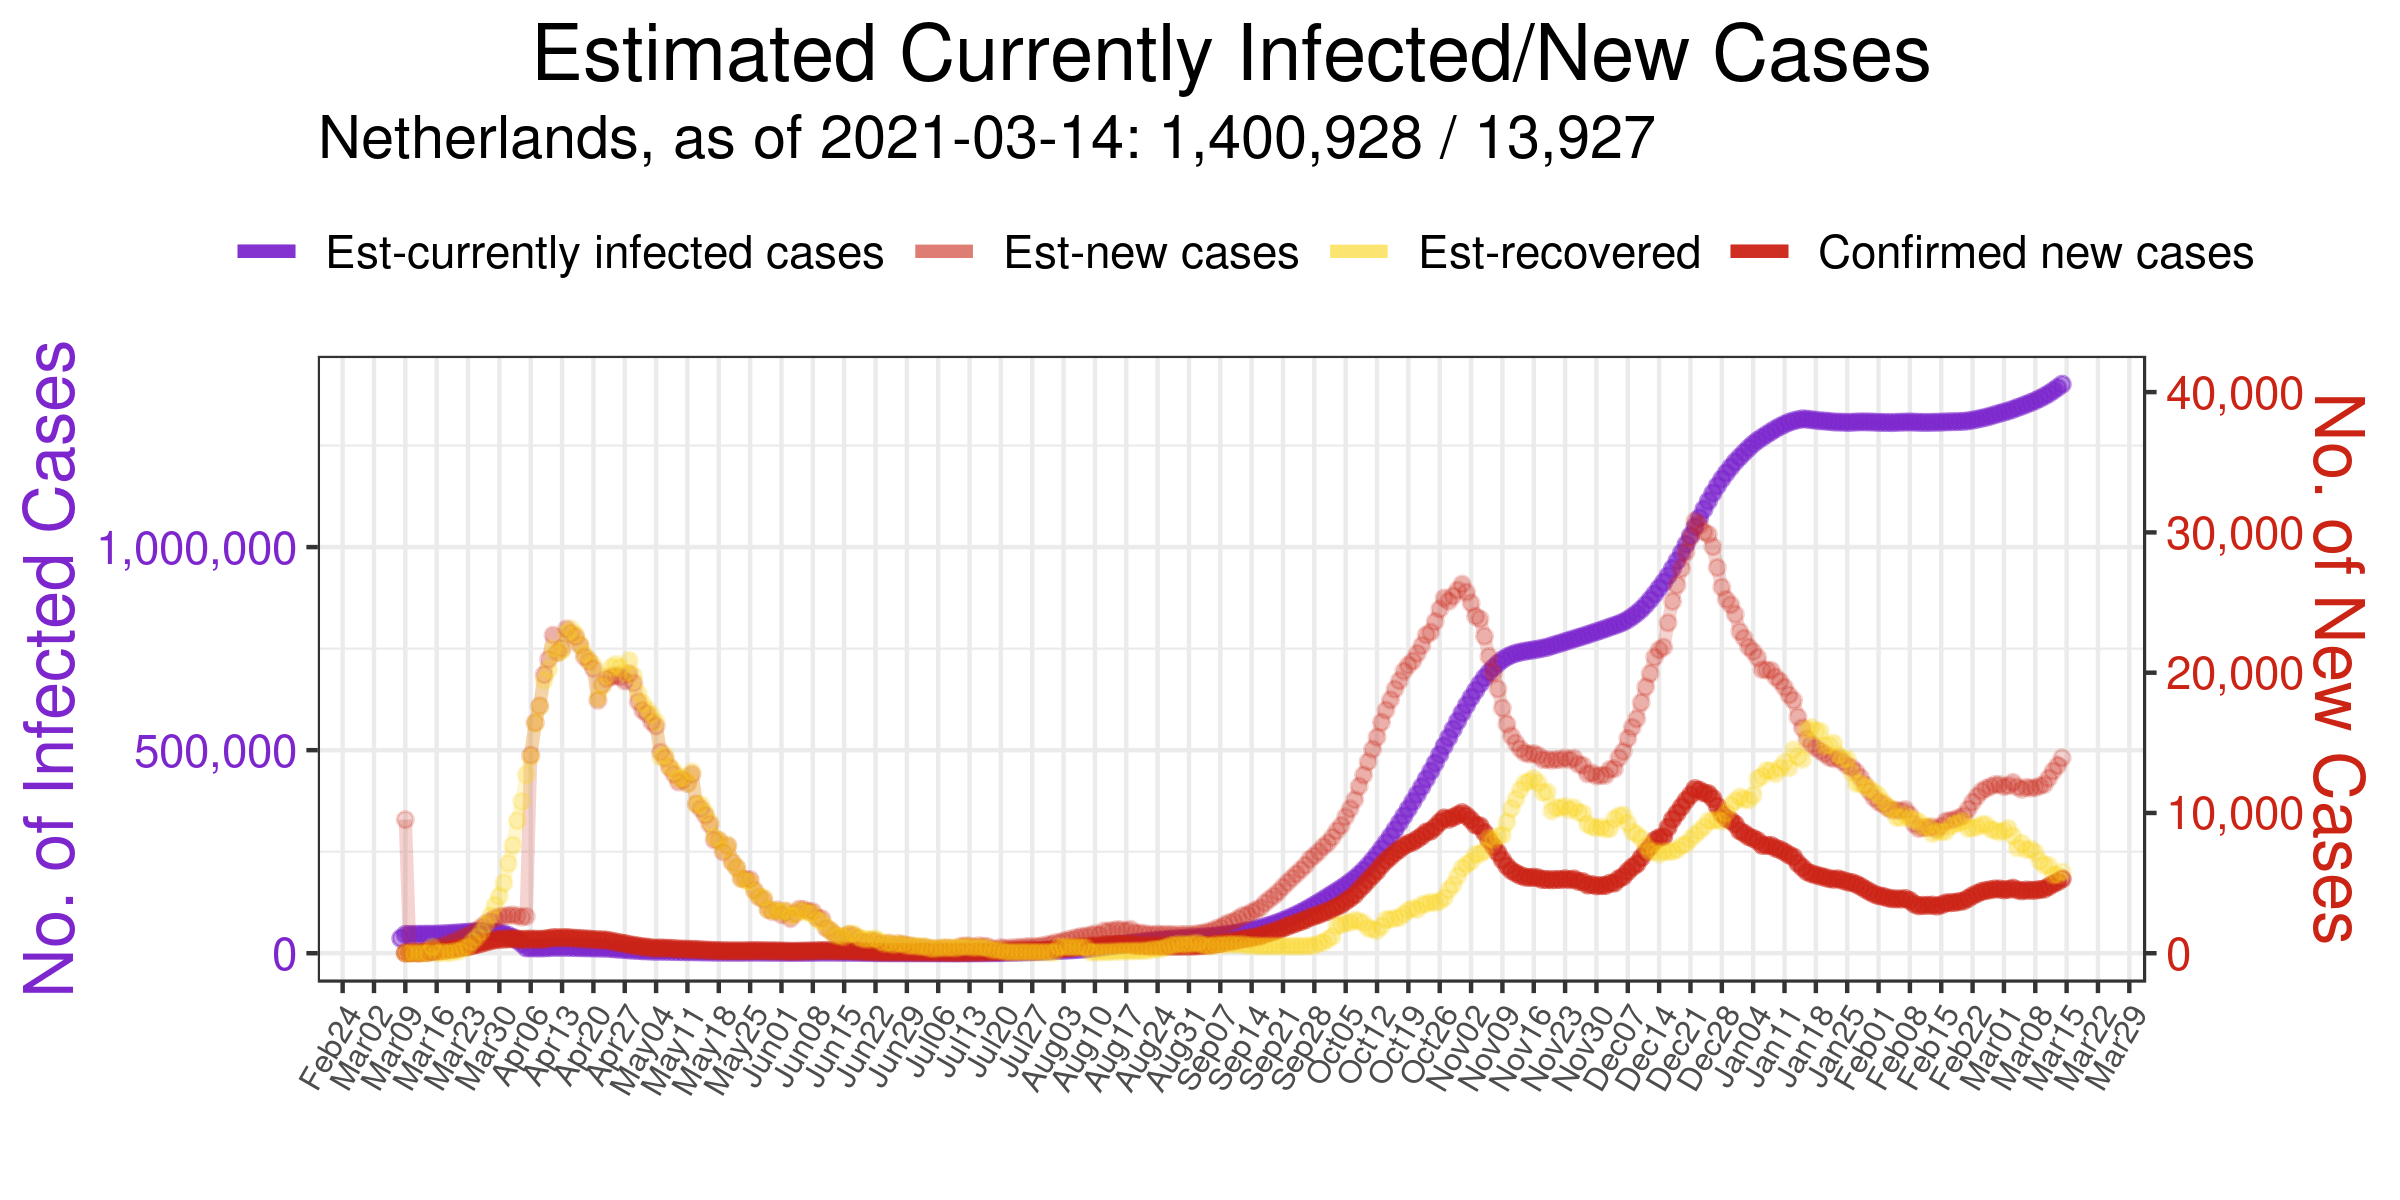 Estimated Currently Infected/New Cases
Netherlands, as of 2021-03-14: 1,400,928 / 13,927
Est-currently infected cases Est-new cases Est-recovered Confirmed new cases
No. of Infected Cases
1,000,000
500,000
0
40,000
30,000
20,000
10,000
0
No. of New Cases
Feb24 Mar02 Mar09 Mar16 Mar23 Mar30 Apr06 Apr13 Apr20 Apr27 May04 May11 May18 May25 Jun01 Jun08 Jun15 Jun22 Jun29 Jul06 Jul13 Jul20 Jul27 Aug03 Aug10 Aug17 Aug24 Aug31 Sep07 Sep14 Sep21 Sep28 Oct05 Oct12 Oct19 Oct26 Nov02 Nov09 Nov16 Nov23 Nov30 Dec07 Dec14 Dec21 Dec28 Jan04 Jan11 Jan18 Jan25 Feb01 Feb08 Feb15 Feb22 Mar01 Mar08 Mar15 Mar22 Mar29